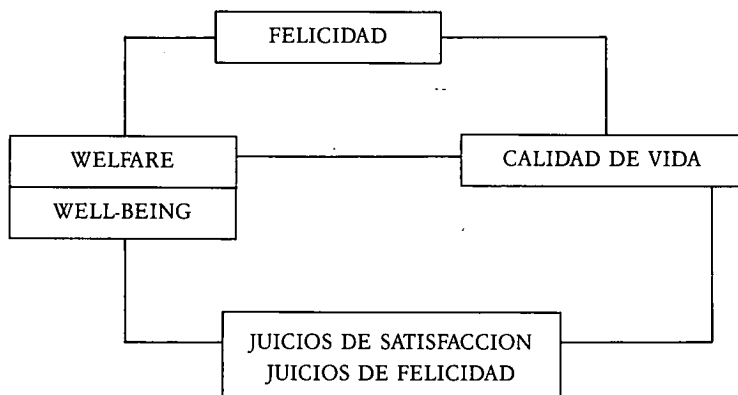 FELICIDAD
WELFARE
CALIDAD DE VIDA
WELL-BEING
JUICIOS DE SATISFACCION
JUICIOS DE FELICIDAD